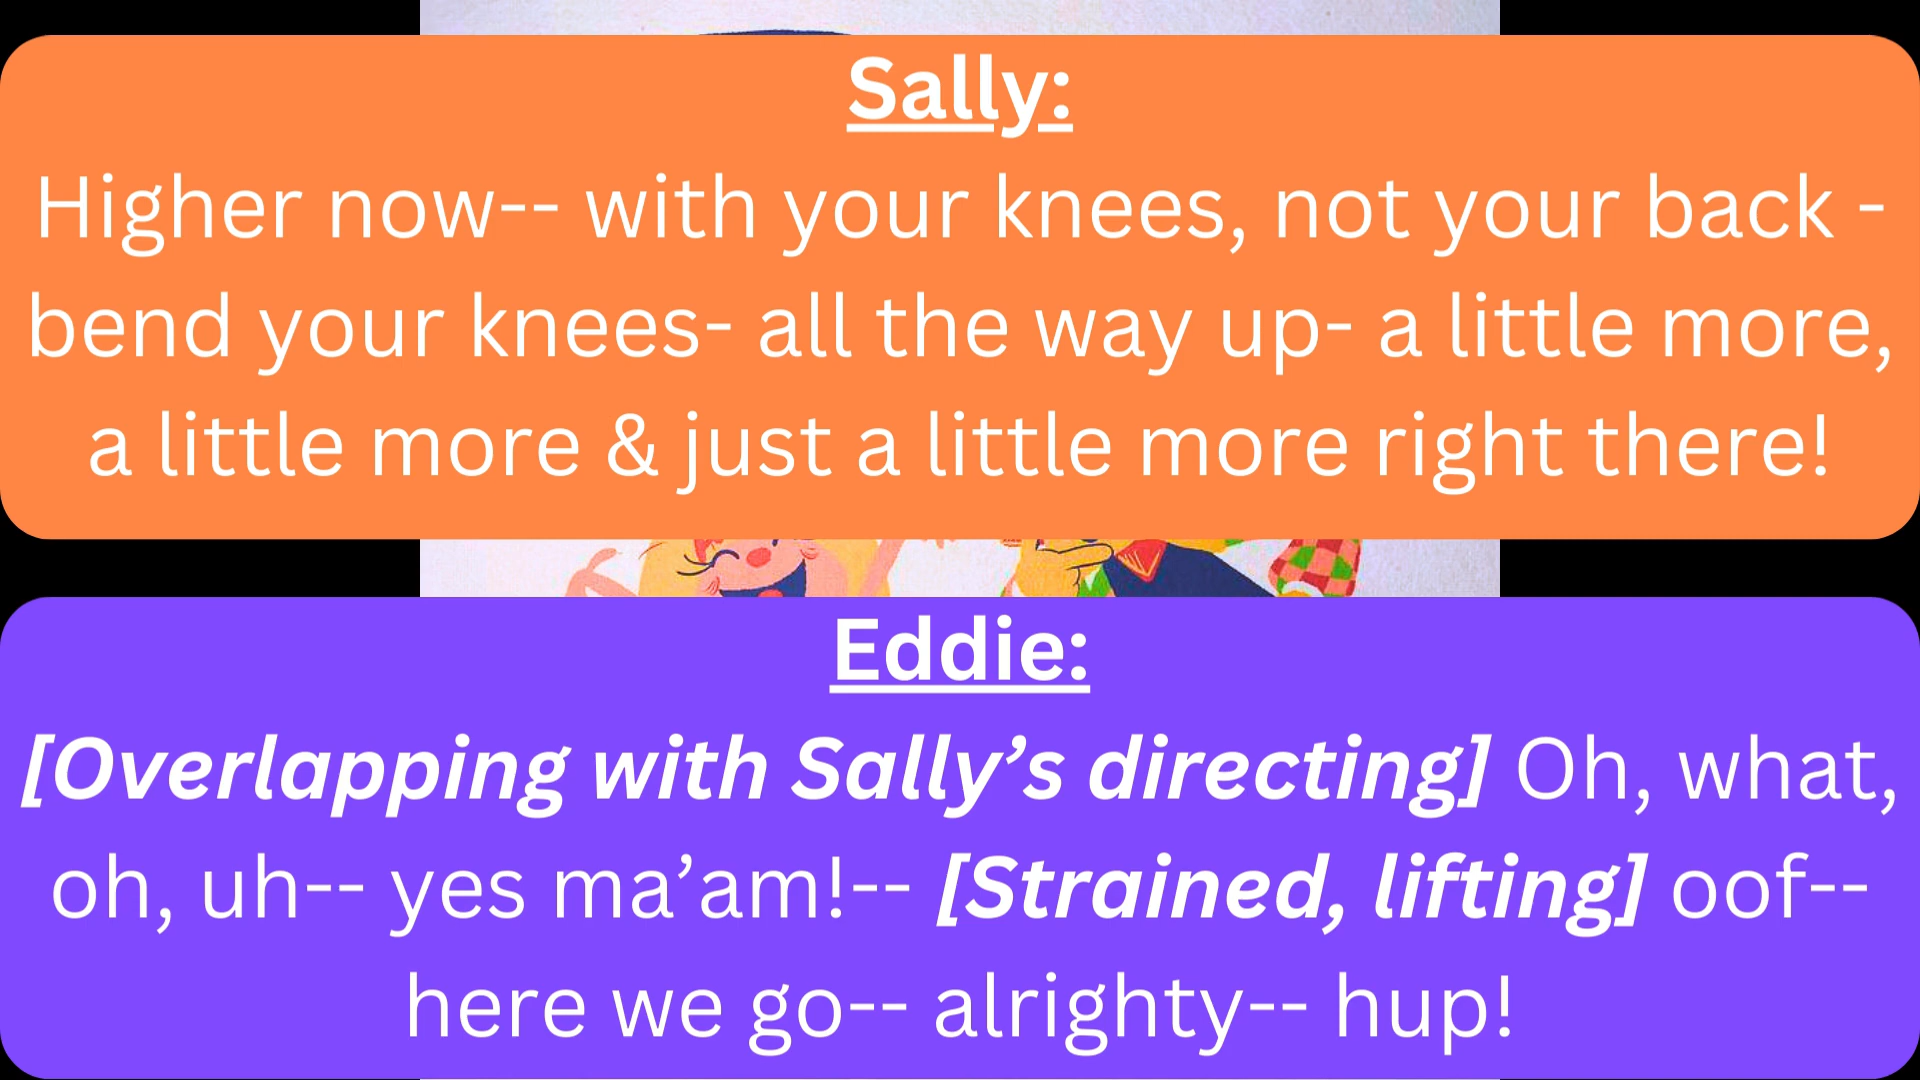 Sally:
Higher now-- with your knees, not your back -
bend your knees- all the way up- a little more,
a little more & just a little more right there!
Eddie:
[Overlapping with Sally’s directing] Oh, what,
oh, uh-- yes ma’am!-- [Strained, lifting] oof--
here we go-- alrighty-- hup!